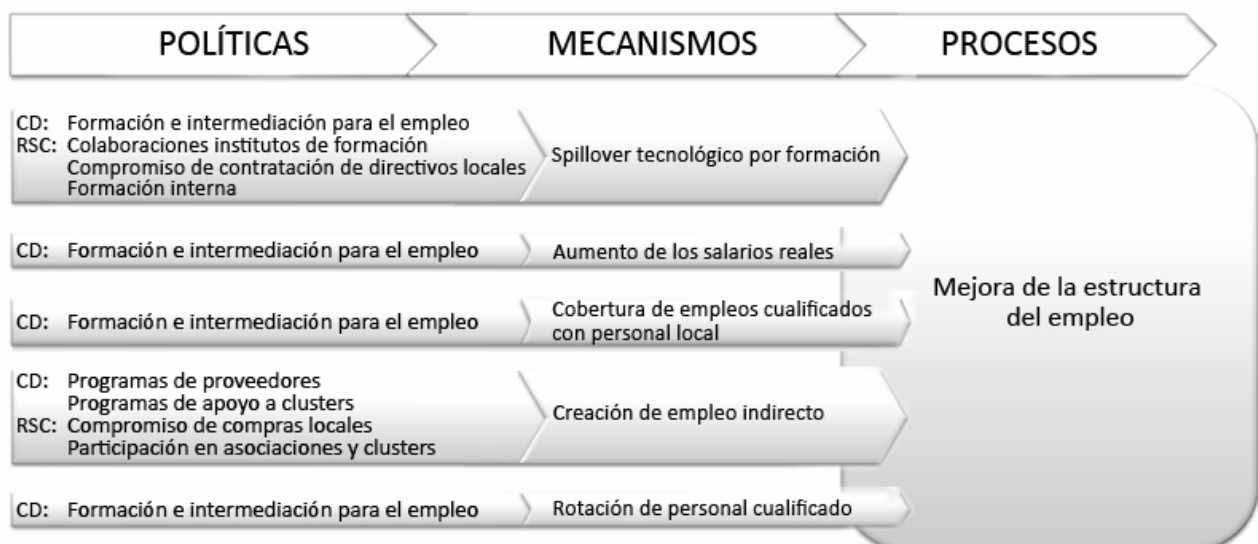 POLÍTICAS MECANISMOS PROCESOS
CD: Formación e intermediación para el empleo
RSC: Colaboraciones institutos de formación
Compromiso de contratación de directivos locales
Formación interna
Spillover tecnológico por formación
CD: Formación e intermediación para el empleo
Aumento de los salarios reales
CD: Formación e intermediación para el empleo
Cobertura de empleos cualificados
con personal local
CD: Programas de proveedores
Programas de apoyo a clusters
RSC: Compromiso de compras locales
Participación en asociaciones y clusters
Creación de empleo indirecto
CD: Formación e intermediación para el empleo
Rotación de personal cualificado
Mejora de la estructura
del empleo